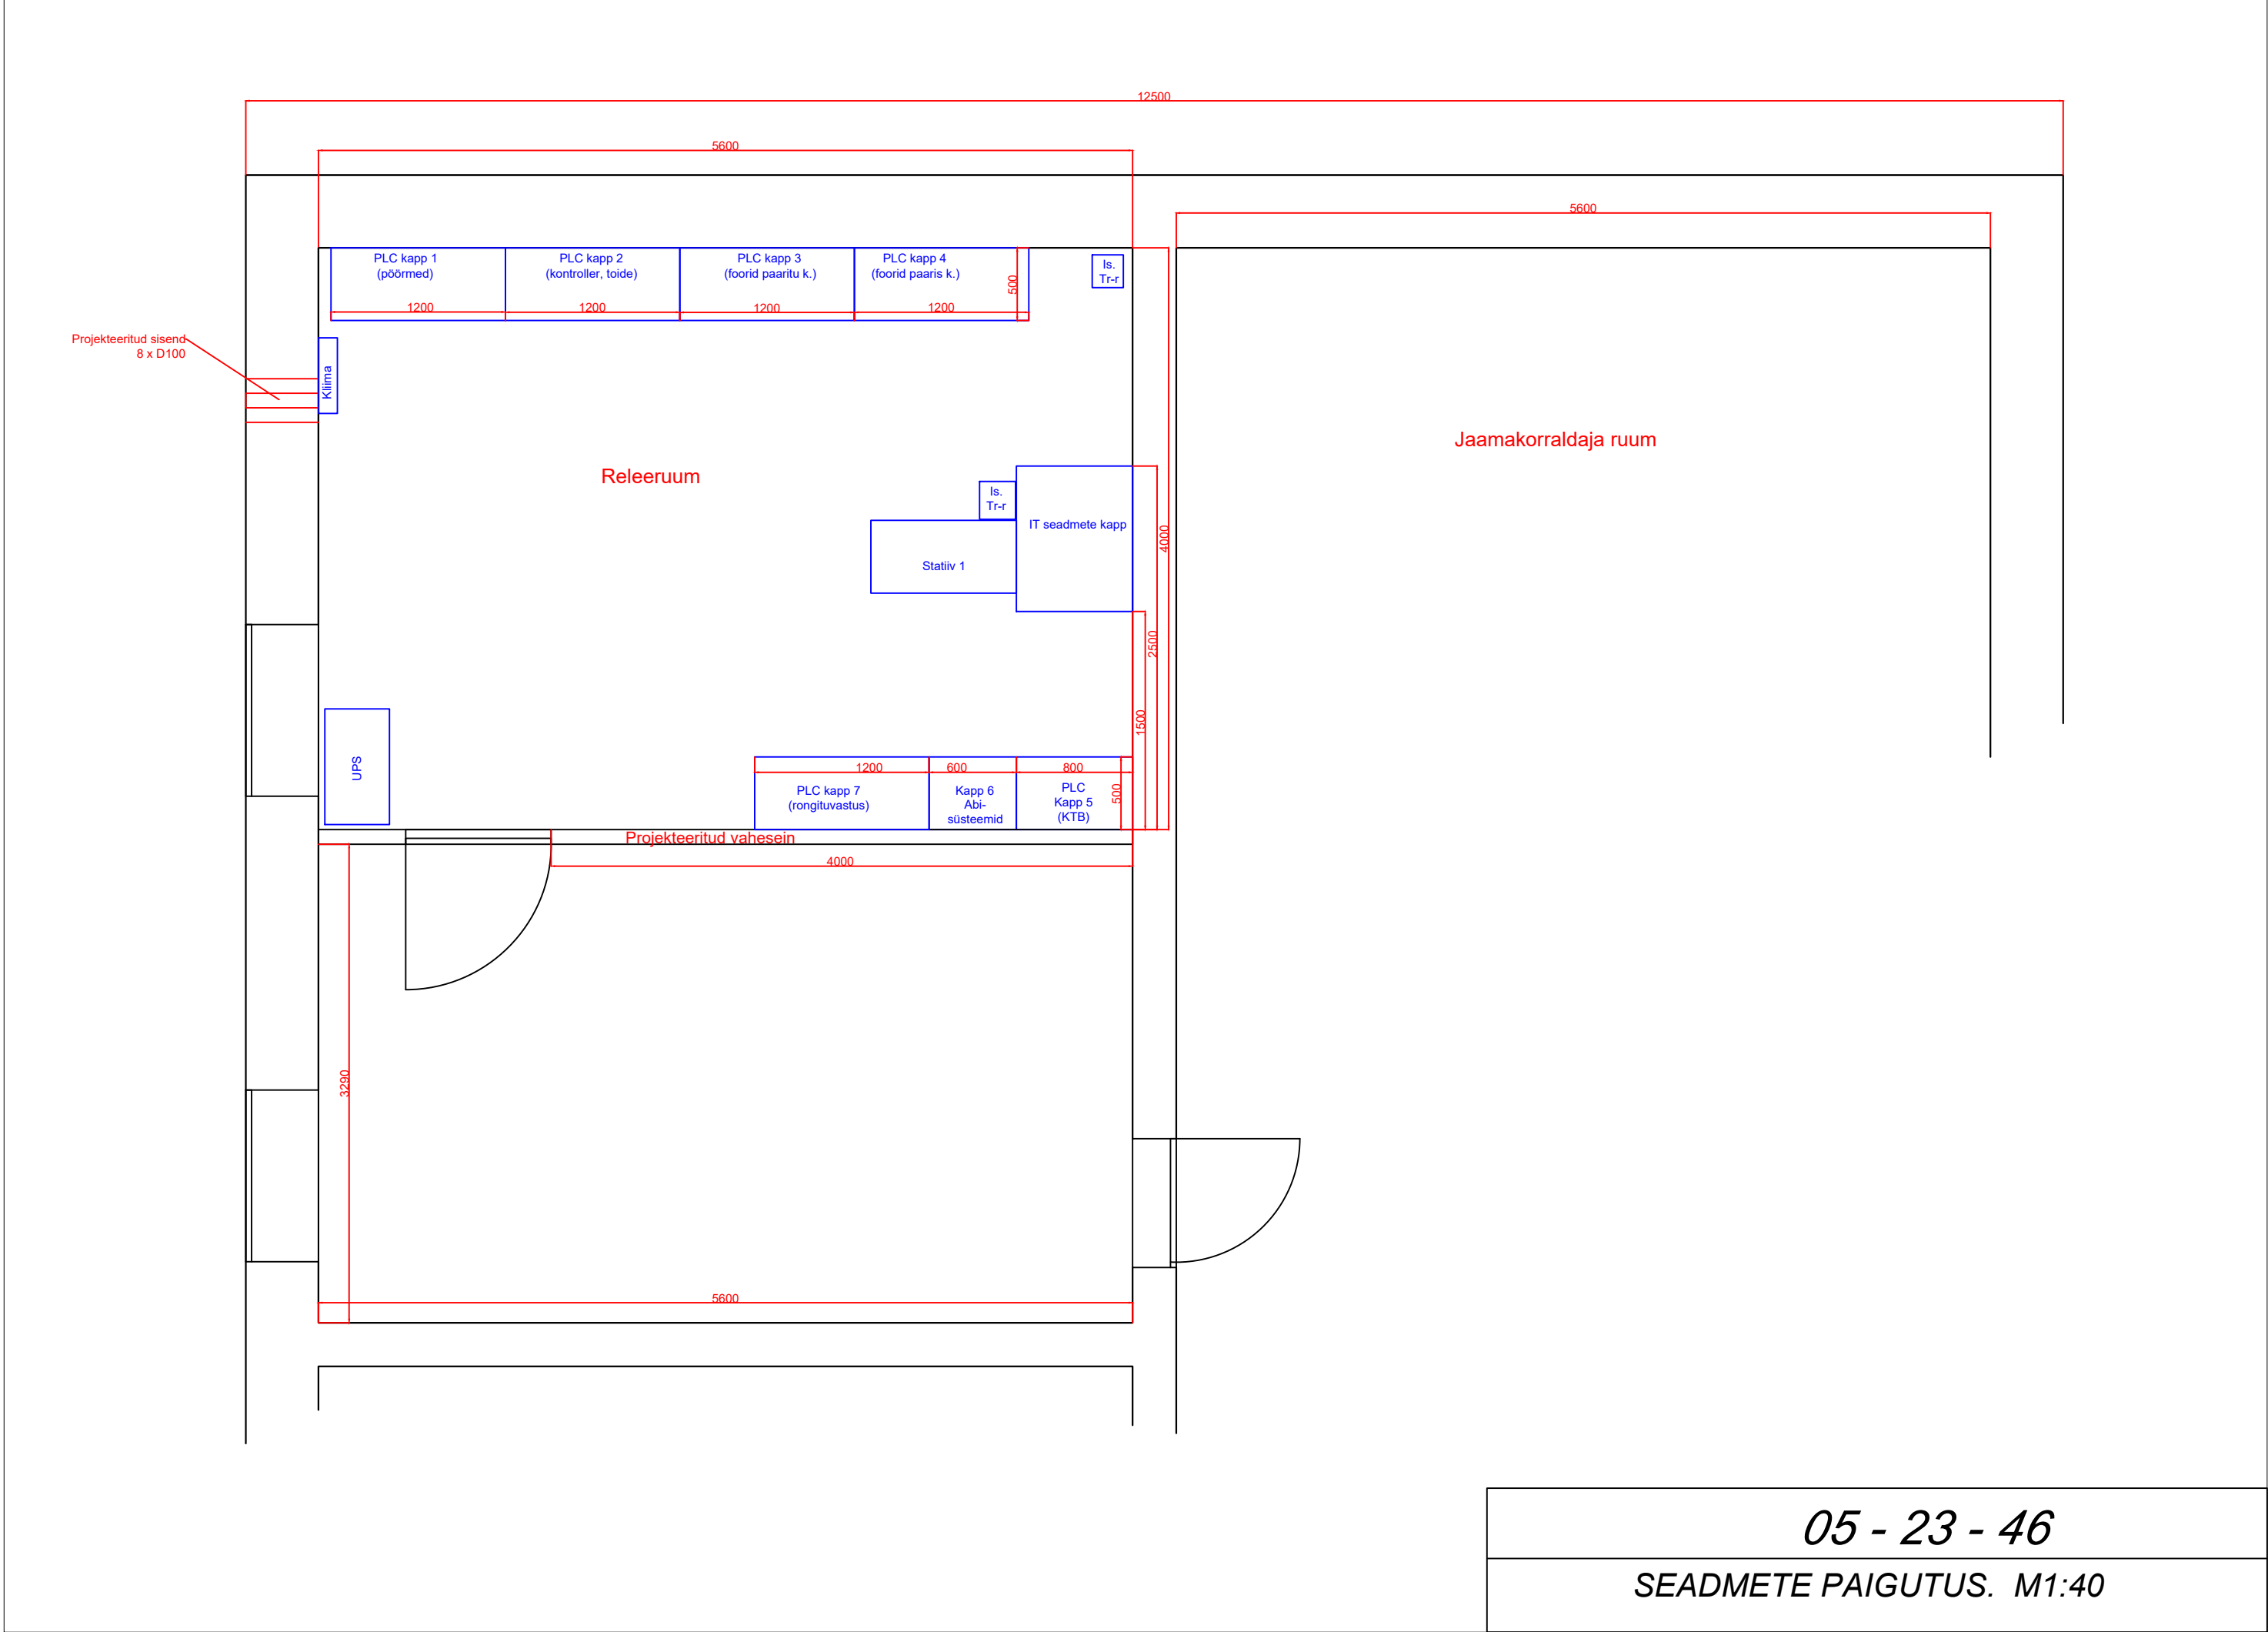 12500
5600
5600
PLC kapp 1
(pöörmed)
PLC kapp 2
(kontroller, toide)
PLC kapp 3
(foorid paaritu k.)
PLC kapp 4
(foorid paaris k.)
Is.
Tr-r
500
1200
1200
1200
1200
Projekteeritud sisend
8 x D100
Kliima
Releeruum
Jaamakorraldaja ruum
Is.
Tr-r
IT seadmete kapp
Statiiv 1
4000
2500
1500
UPS
1200
600
800
500
PLC kapp 7
(rongituvastus)
Kapp 6
Abi-
süsteemid
PLC
Kapp 5
(KTB)
Projekteeritud vahesein
4000
3290
5600
05 - 23 - 46
SEADMETE PAIGUTUS. M1:40